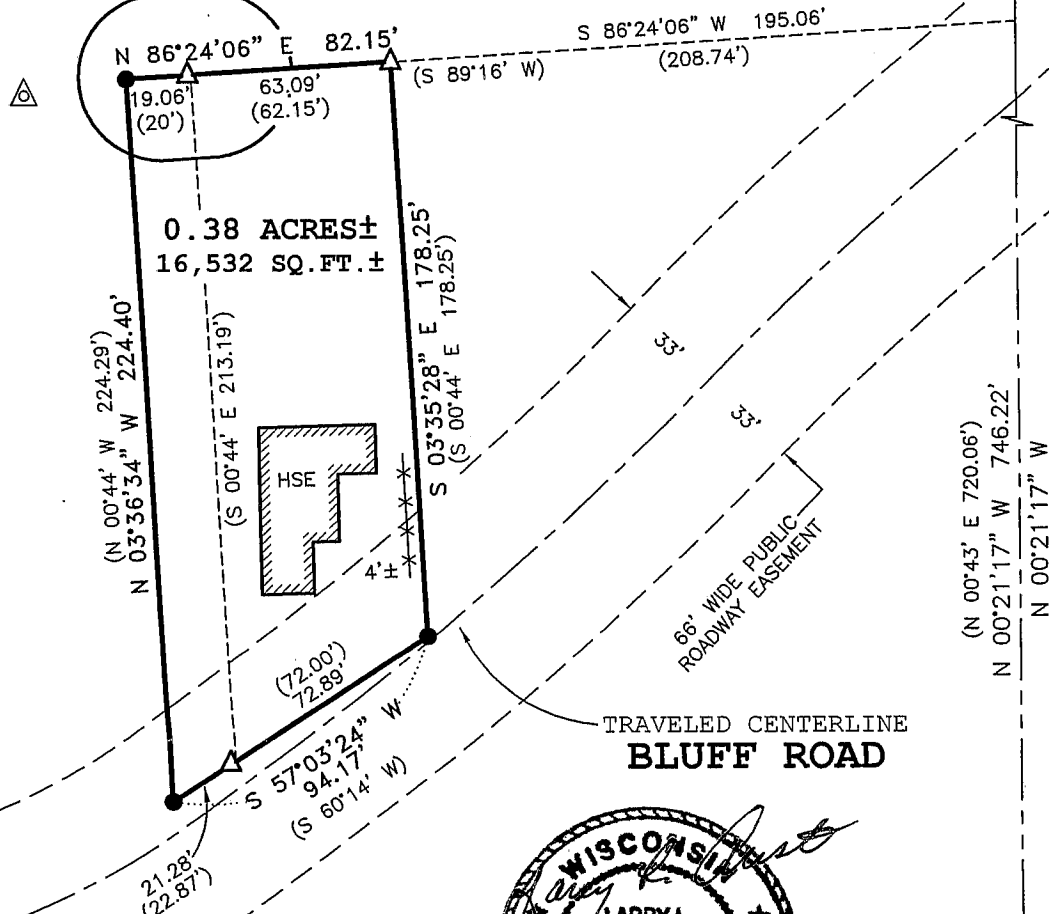 N 86°24'06" E 82.15'
S 86°24'06" W 195.06'
(S 89°16' W)
(208.74')
19.06'
(20')
63.09'
(62.15')
0.38 ACRES±
16,532 SQ.FT.±
(N 00°44' W 224.29')
N 03°36'34" W 224.40'
(S 00°44' E 213.19')
S 03°35'28" E 178.25'
(S 00°44' E 178.25')
HSE
4'±
33'
33'
66' WIDE PUBLIC
ROADWAY EASEMENT
(N 00°43' E 720.06')
N 00°21'17" W 746.22'
N 00°21'17" W
(72.00')
72.89'
S 57°03'24" W
94.17'
(S 60°14' W)
21.28'
(22.87')
TRAVELED CENTERLINE
BLUFF ROAD
WISCONSIN